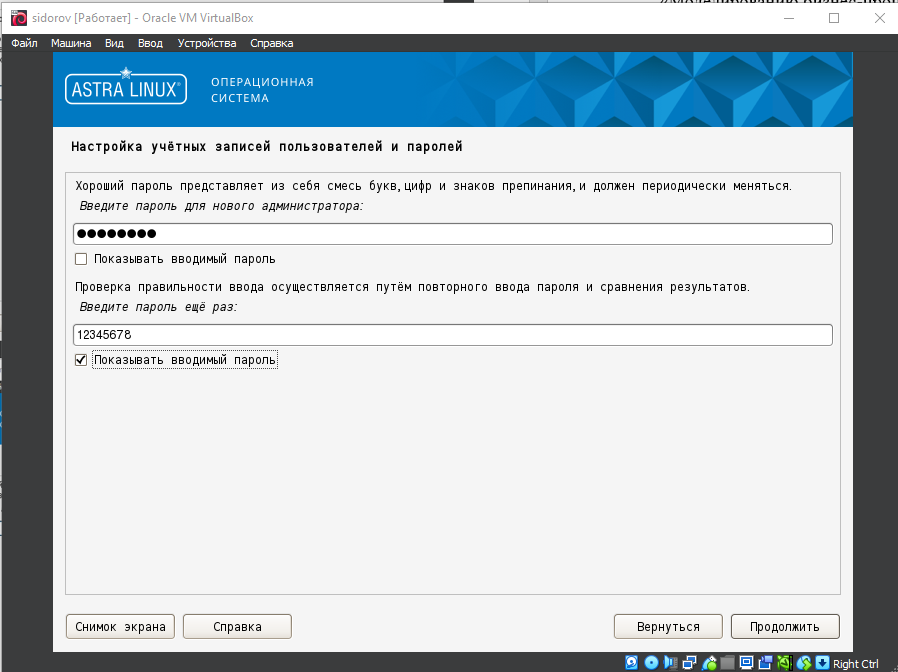 sidorov [Работает] - Oracle VM VirtualBox
Файл Машина Вид Ввод Устройства Справка
ASTRA LINUX®
ОПЕРАЦИОННАЯ
СИСТЕМА
Настройка учётных записей пользователей и паролей
Хороший пароль представляет из себя смесь букв, цифр и знаков препинания, и должен периодически меняться.
Введите пароль для нового администратора:
●●●●●●●●
Показывать вводимый пароль
Проверка правильности ввода осуществляется путём повторного ввода пароля и сравнения результатов.
Введите пароль ещё раз:
12345678
Показывать вводимый пароль
Снимок экрана Справка Вернуться Продолжить
Right Ctrl